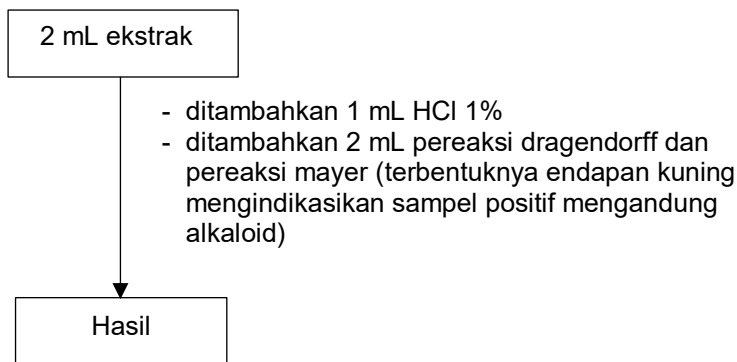 2 mL ekstrak
- ditambahkan 1 mL HCl 1%
- ditambahkan 2 mL pereaksi dragendorff dan
pereaksi mayer (terbentuknya endapan kuning
mengindikasikan sampel positif mengandung
alkaloid)
Hasil